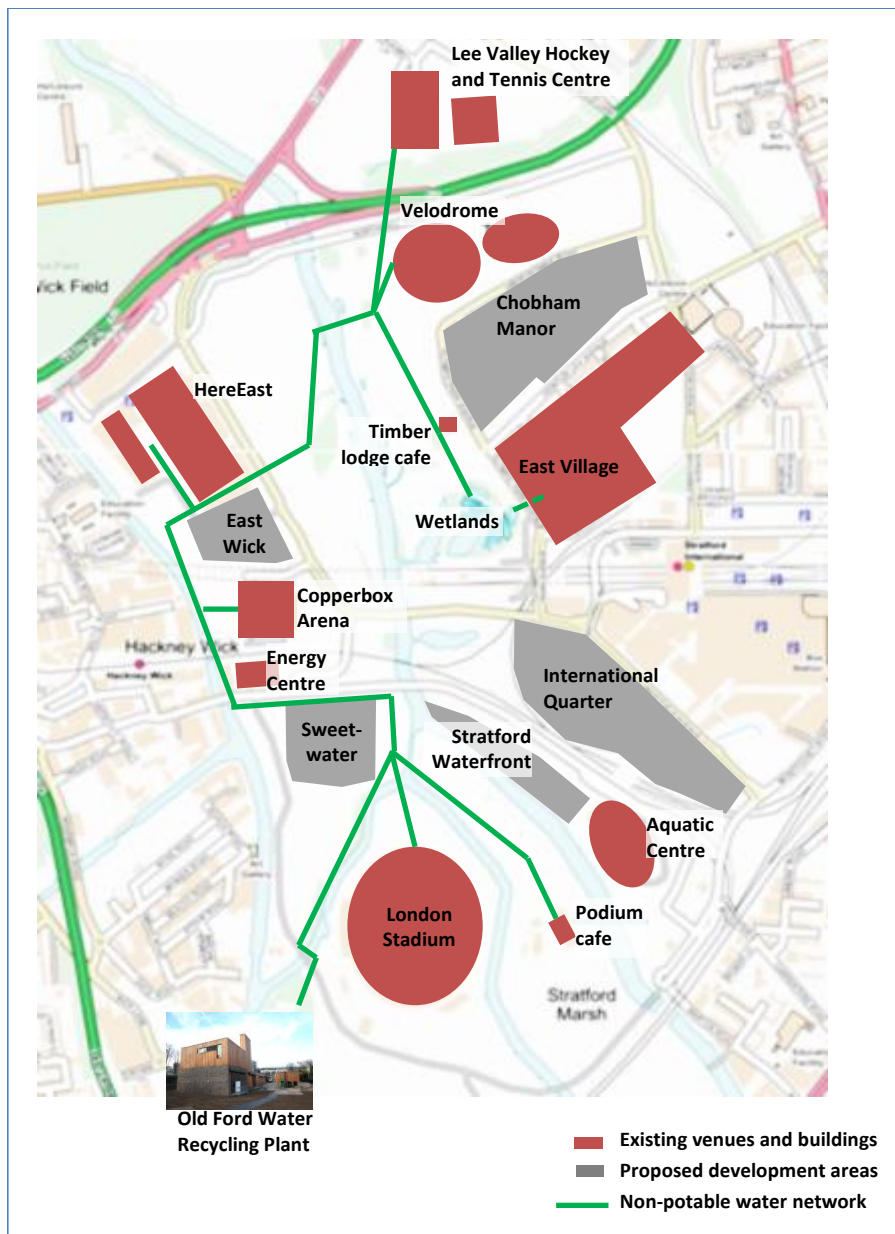 Lee Valley Hockey
and Tennis Centre
Velodrome
Wick Field
Chobham
Manor
HereEast
Timber
lodge cafe
East Village
Wetlands
East
Wick
Stratford
International
Copperbox
Arena
Hackney Wick
Hackney Wick
Energy
Centre
International
Quarter
Sweet-
water
Stratford
Waterfront
Aquatic
Centre
London
Stadium
Podium
cafe
Stratford
Marsh
Old Ford Water
Recycling Plant
Existing venues and buildings
Proposed development areas
Non-potable water network